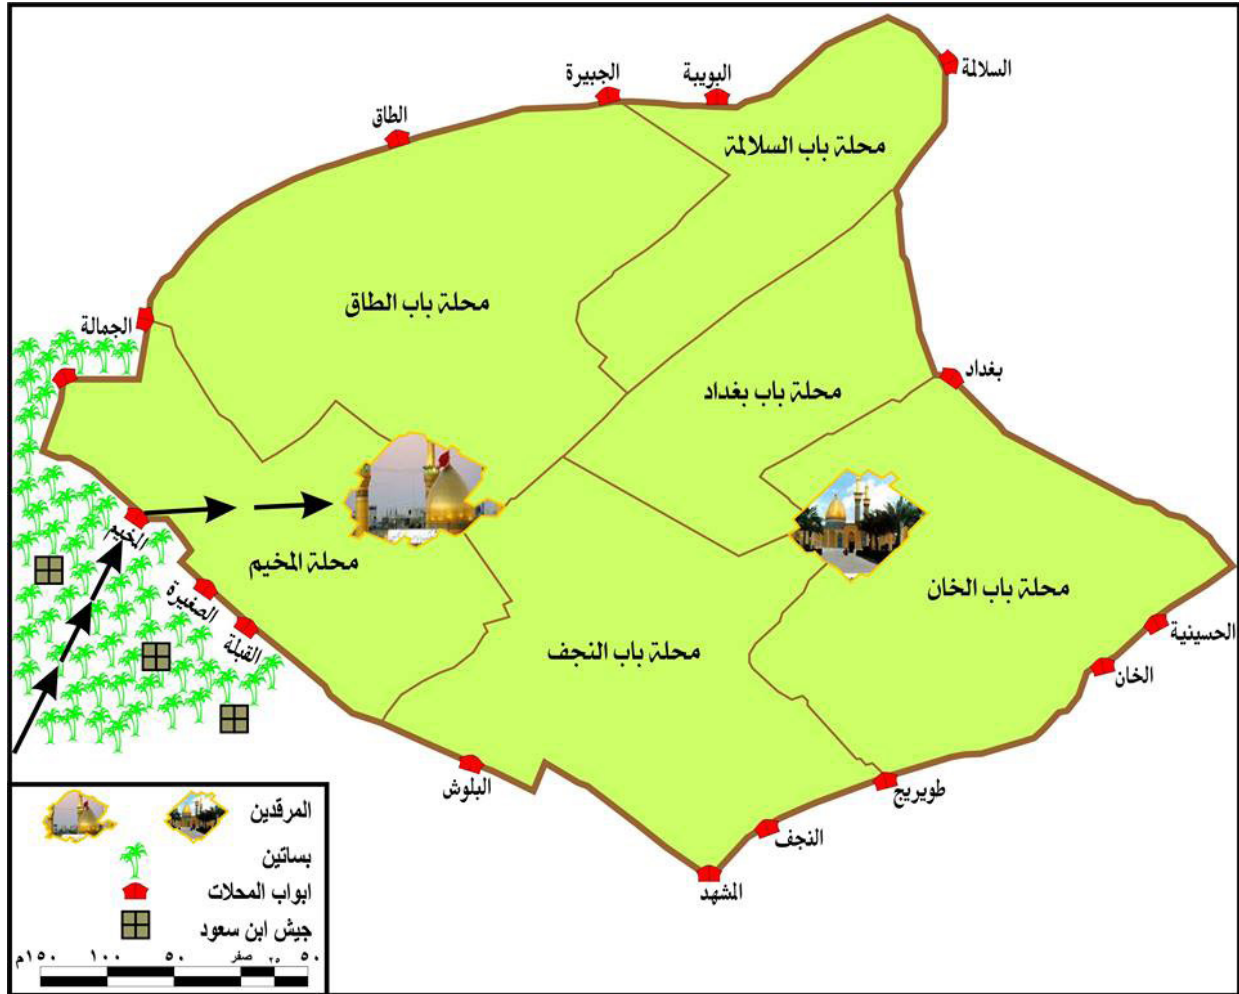 السلالمة
البويبة
الجبيرة
الطاق
محلة باب السلالمة
محلة باب الطاق
الجمالة
بغداد
محلة باب بغداد
المخيم
محلة المخيم
الصغيرة
القبلة
محلة باب الخان
الحسينية
الخان
محلة باب النجف
البلوش
طويريج
النجف
المشهد
المرقدين
بساتين
ابواب المحلات
جيش ابن سعود
م١٥٠ ١٠٠ ٥٠ صفر ٢٥ ٥٠